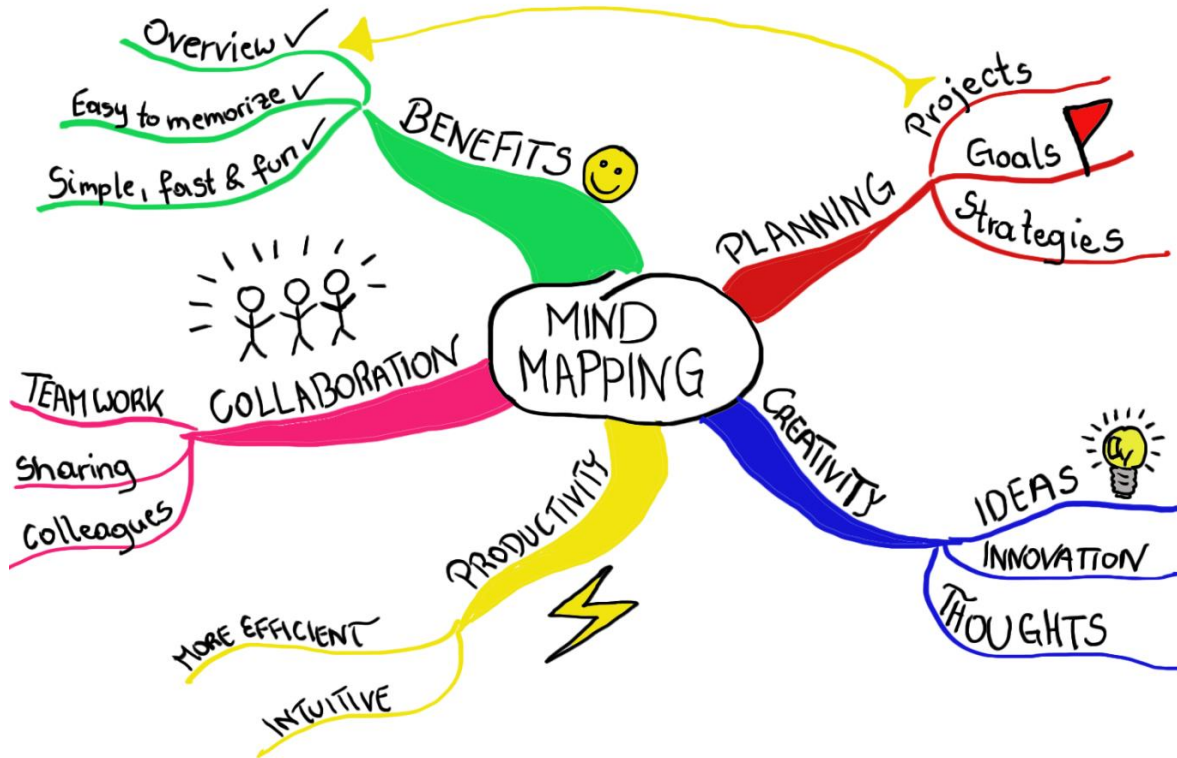 MIND
MAPPING
BENEFITS
Overview ✓
Easy to memorize ✓
Simple, fast & fun ✓
PLANNING
Projects
Goals
Strategies
CREATIVITY
IDEAS
INNOVATION
THOUGHTS
PRODUCTIVITY
MORE EFFICIENT
INTUITIVE
COLLABORATION
TEAMWORK
Sharing
Colleagues